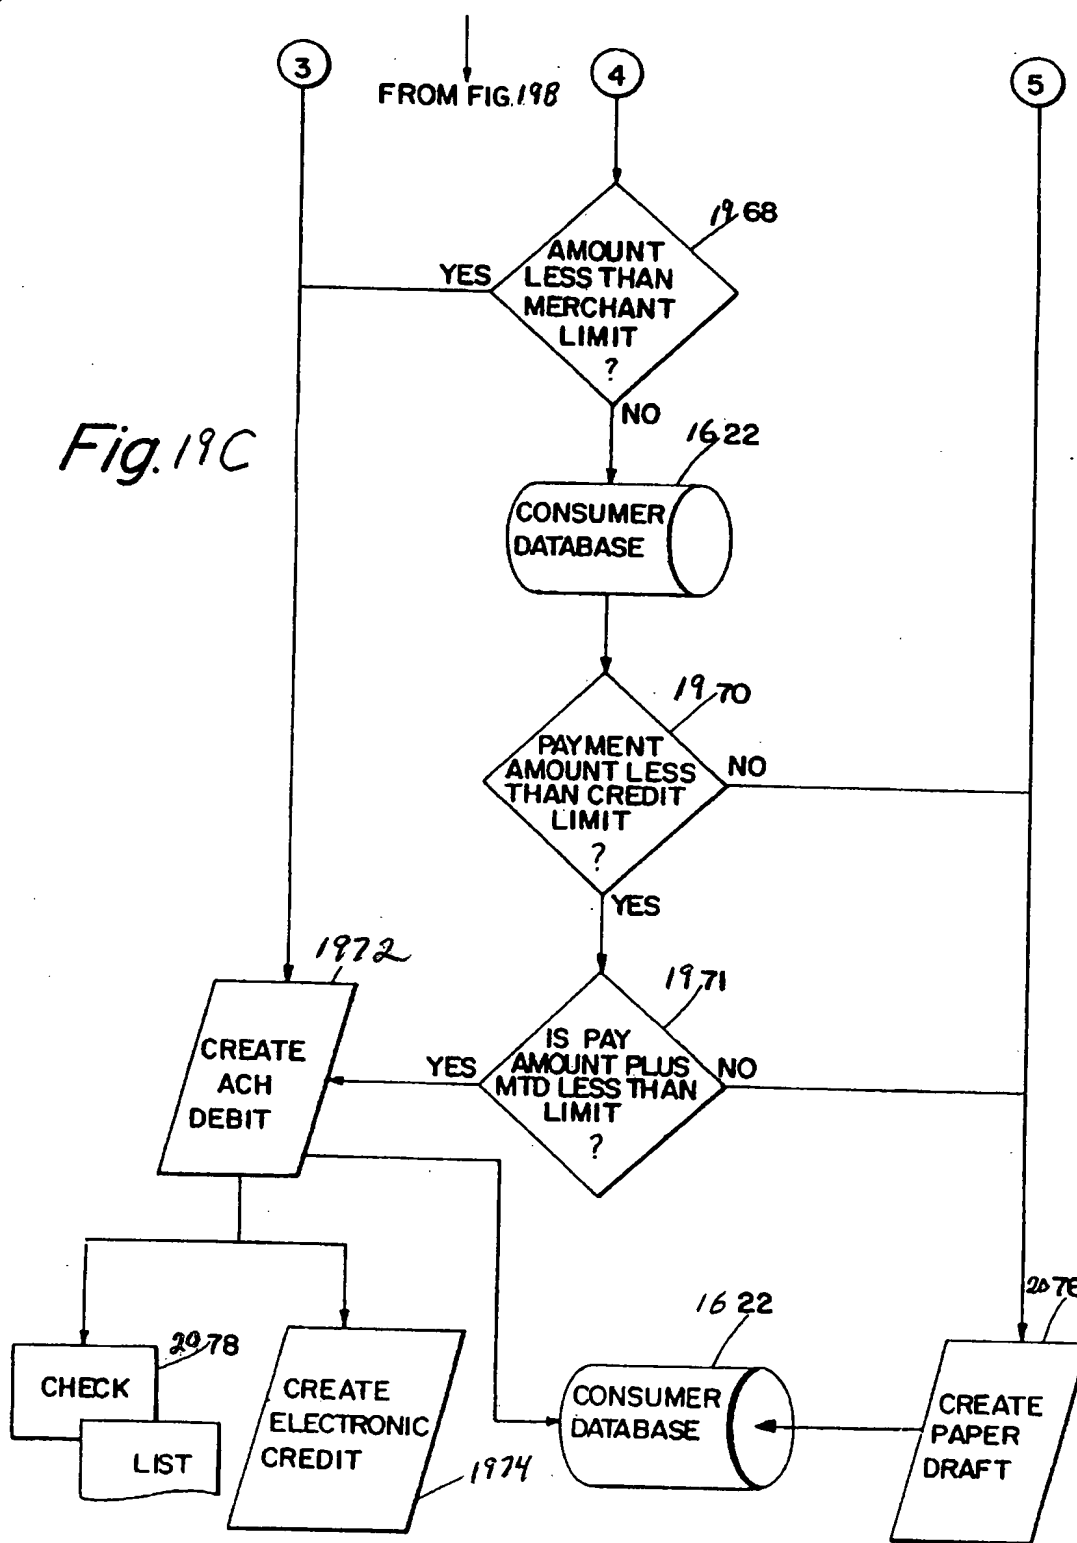 3
4
5
FROM FIG. 19B
1968
AMOUNT
LESS THAN
MERCHANT
LIMIT
?
YES
NO
Fig. 19C
1622
CONSUMER
DATABASE
1970
PAYMENT
AMOUNT LESS
THAN CREDIT
LIMIT
?
NO
YES
1972
1971
CREATE
ACH
DEBIT
YES
IS PAY
AMOUNT PLUS
MTD LESS THAN
LIMIT
?
NO
2078
CHECK
LIST
CREATE
ELECTRONIC
CREDIT
1974
1622
CONSUMER
DATABASE
CREATE
PAPER
DRAFT